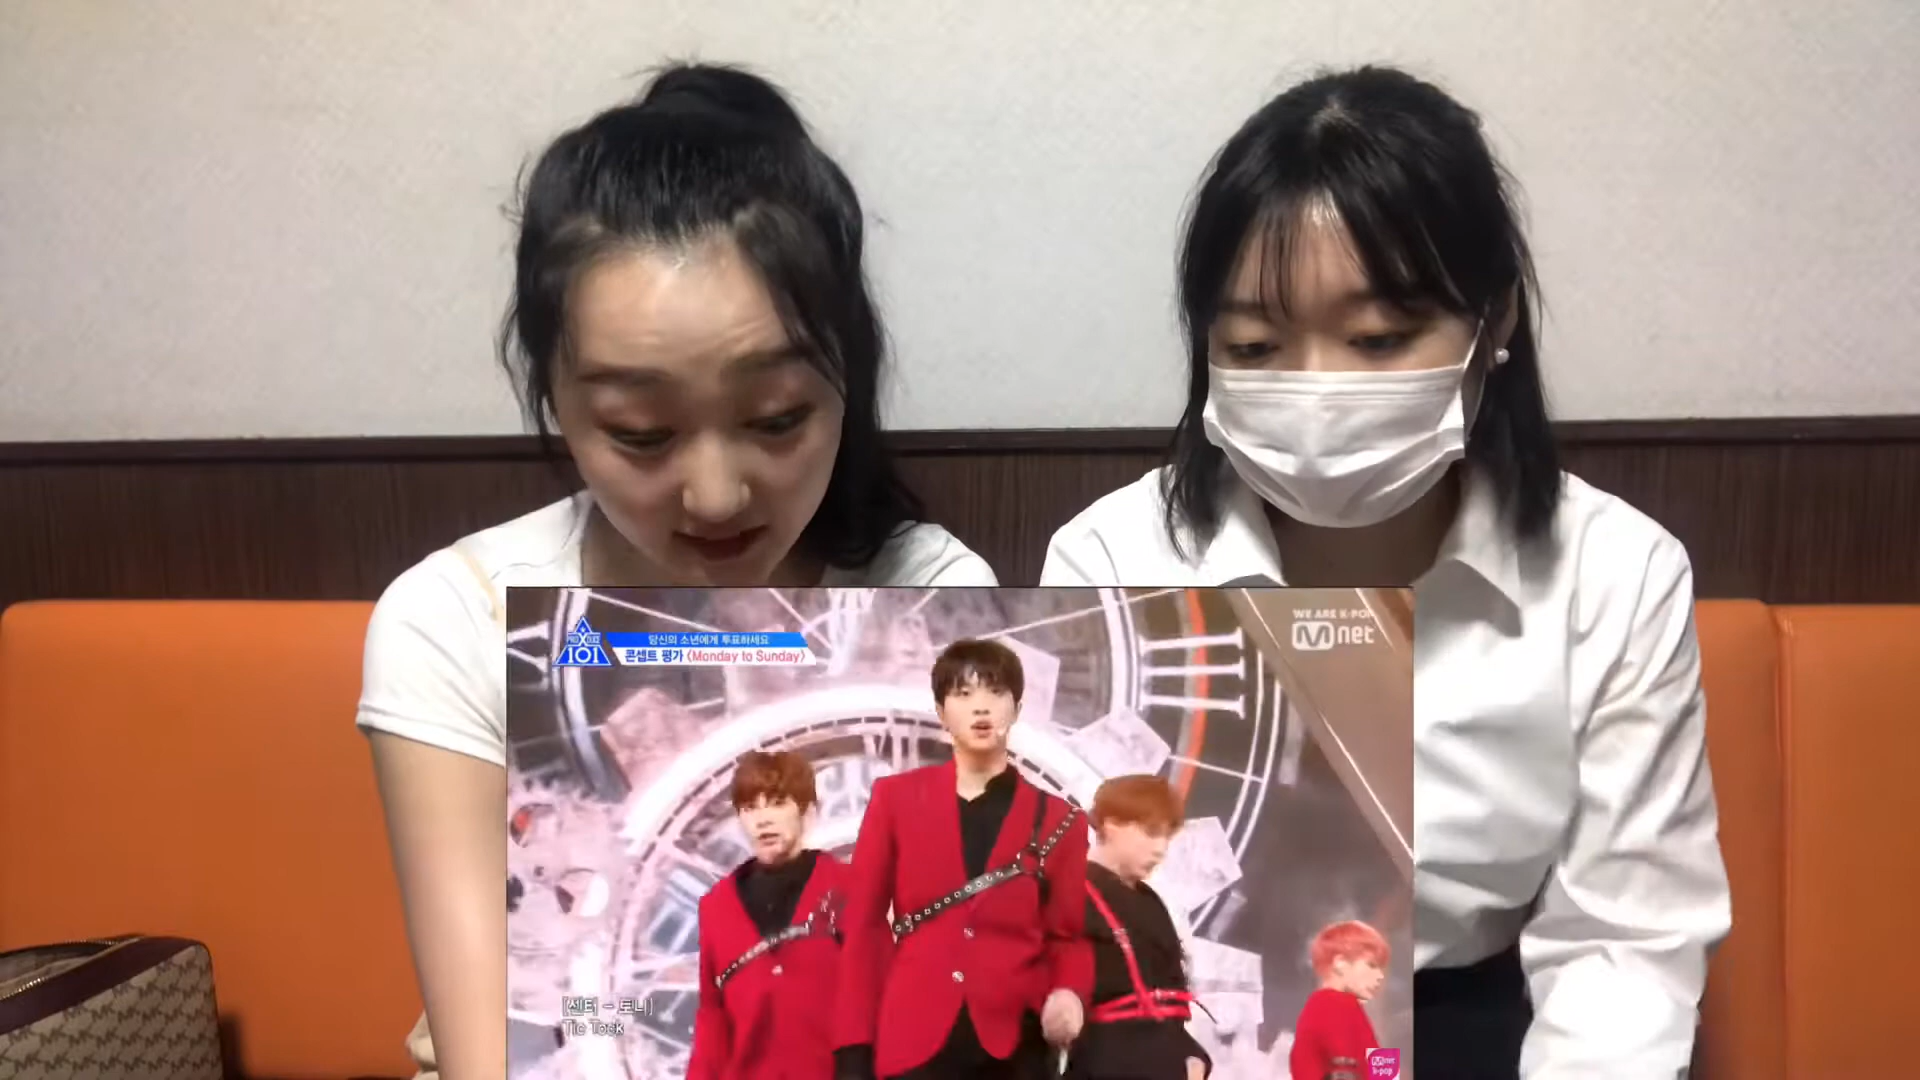 WE ARE K-POP
Mnet
PRODUCE
101
당신의 소년에게 투표하세요
콘셉트 평가 <Monday to Sunday>
[센터 - 토니]
Tic Tock
Mnet
k-pop